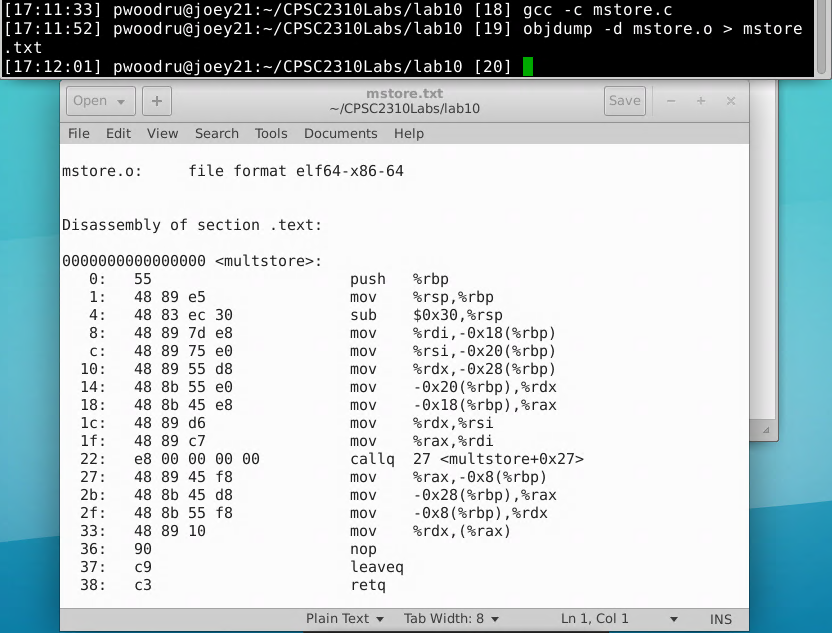 [17:11:33] pwoodru@joey21:~/CPSC2310Labs/lab10 [18] gcc -c mstore.c
[17:11:52] pwoodru@joey21:~/CPSC2310Labs/lab10 [19] objdump -d mstore.o > mstore
.txt
[17:12:01] pwoodru@joey21:~/CPSC2310Labs/lab10 [20]
Open + mstore.txt Save − + ×
~/CPSC2310Labs/lab10
File Edit View Search Tools Documents Help
mstore.o:     file format elf64-x86-64
Disassembly of section .text:
0000000000000000 <multstore>:
   0:   55                      push   %rbp
   1:   48 89 e5                mov    %rsp,%rbp
   4:   48 83 ec 30             sub    $0x30,%rsp
   8:   48 89 7d e8             mov    %rdi,-0x18(%rbp)
   c:   48 89 75 e0             mov    %rsi,-0x20(%rbp)
  10:   48 89 55 d8             mov    %rdx,-0x28(%rbp)
  14:   48 8b 55 e0             mov    -0x20(%rbp),%rdx
  18:   48 8b 45 e8             mov    -0x18(%rbp),%rax
  1c:   48 89 d6                mov    %rdx,%rsi
  1f:   48 89 c7                mov    %rax,%rdi
  22:   e8 00 00 00 00          callq  27 <multstore+0x27>
  27:   48 89 45 f8             mov    %rax,-0x8(%rbp)
  2b:   48 8b 45 d8             mov    -0x28(%rbp),%rax
  2f:   48 8b 55 f8             mov    -0x8(%rbp),%rdx
  33:   48 89 10                mov    %rdx,(%rax)
  36:   90                      nop
  37:   c9                      leaveq
  38:   c3                      retq
Plain Text Tab Width: 8 Ln 1, Col 1 INS